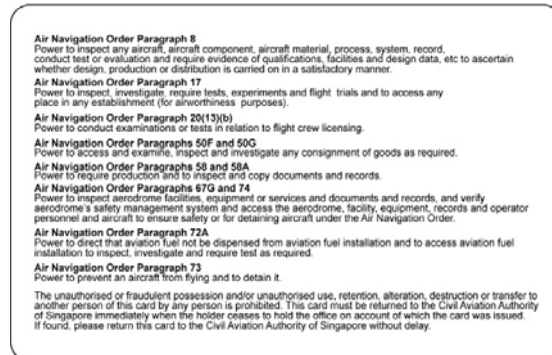 Air Navigation Order Paragraph 8
Power to inspect any aircraft, aircraft component, aircraft material, process, system, record,
conduct test or evaluation and require evidence of qualifications, facilities and design data, etc to ascertain
whether design, production or distribution is carried on in a satisfactory manner.
Air Navigation Order Paragraph 17
Power to inspect, investigate, require tests, experiments and flight trials and to access any
place in any establishment (for airworthiness purposes).
Air Navigation Order Paragraph 20(13)(b)
Power to conduct examinations or tests in relation to flight crew licensing.
Air Navigation Order Paragraphs 50F and 50G
Power to access and examine, inspect and investigate any consignment of goods as required.
Air Navigation Order Paragraphs 58 and 58A
Power to require production and to inspect and copy documents and records.
Air Navigation Order Paragraphs 67G and 74
Power to inspect aerodrome facilities, equipment or services and documents and records, and verify
aerodrome's safety management system and access the aerodrome, facility, equipment, records and operator
personnel and aircraft to ensure safety or for detaining aircraft under the Air Navigation Order.
Air Navigation Order Paragraph 72A
Power to direct that aviation fuel not be dispensed from aviation fuel installation and to access aviation fuel
installation to inspect, investigate and require test as required.
Air Navigation Order Paragraph 73
Power to prevent an aircraft from flying and to detain it.
The unauthorised or fraudulent possession and/or unauthorised use, retention, alteration, destruction or transfer to
another person of this card by any person is prohibited. This card must be returned to the Civil Aviation Authority
of Singapore immediately when the holder ceases to hold the office on account of which the card was issued.
If found, please return this card to the Civil Aviation Authority of Singapore without delay.